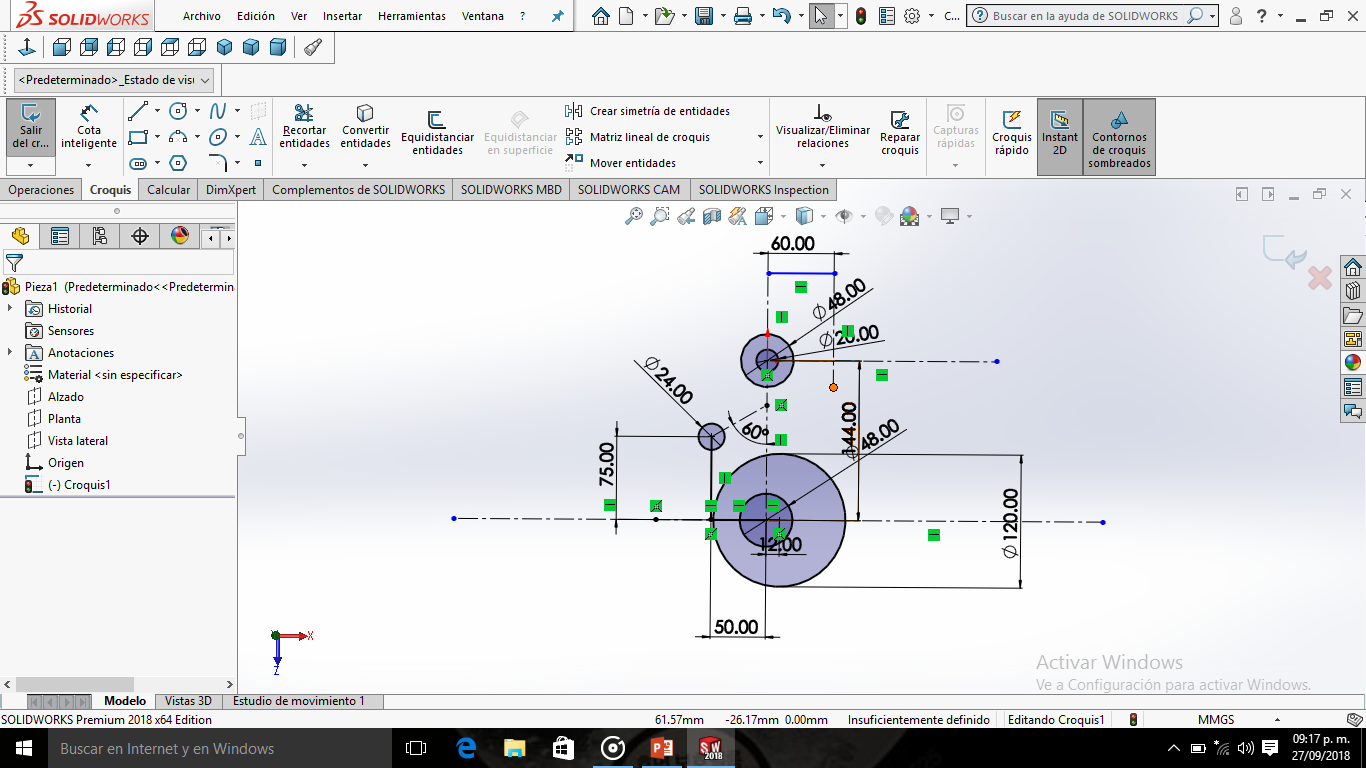 SOLIDWORKS
Archivo Edición Ver Insertar Herramientas Ventana ?
C... Buscar en la ayuda de SOLIDWORKS ?
<Predeterminado>_Estado de visu
Salir del cr...
Cota inteligente
Recortar entidades
Convertir entidades
Equidistanciar entidades
Equidistanciar en superficie
Crear simetría de entidades
Matriz lineal de croquis
Mover entidades
Visualizar/Eliminar relaciones
Reparar croquis
Capturas rápidas
Croquis rápido
Instant 2D
Contornos de croquis sombreados
Operaciones Croquis Calcular DimXpert Complementos de SOLIDWORKS SOLIDWORKS MBD SOLIDWORKS CAM SOLIDWORKS Inspection
Pieza1 (Predeterminado<<Predetermin
Historial
Sensores
Anotaciones
Material <sin especificar>
Alzado
Planta
Vista lateral
Origen
(-) Croquis1
60.00
∅48.00
∅20.00
∅24.00
60°
144.00
∅48.00
75.00
∅120.00
12.00
50.00
X
Z
Activar Windows
Ve a Configuración para activar Windows.
Modelo Vistas 3D Estudio de movimiento 1
SOLIDWORKS Premium 2018 x64 Edition 61.57mm -26.17mm 0.00mm Insuficientemente definido Editando Croquis1 MMGS
Buscar en Internet y en Windows
SW 2018
09:17 p. m.
27/09/2018